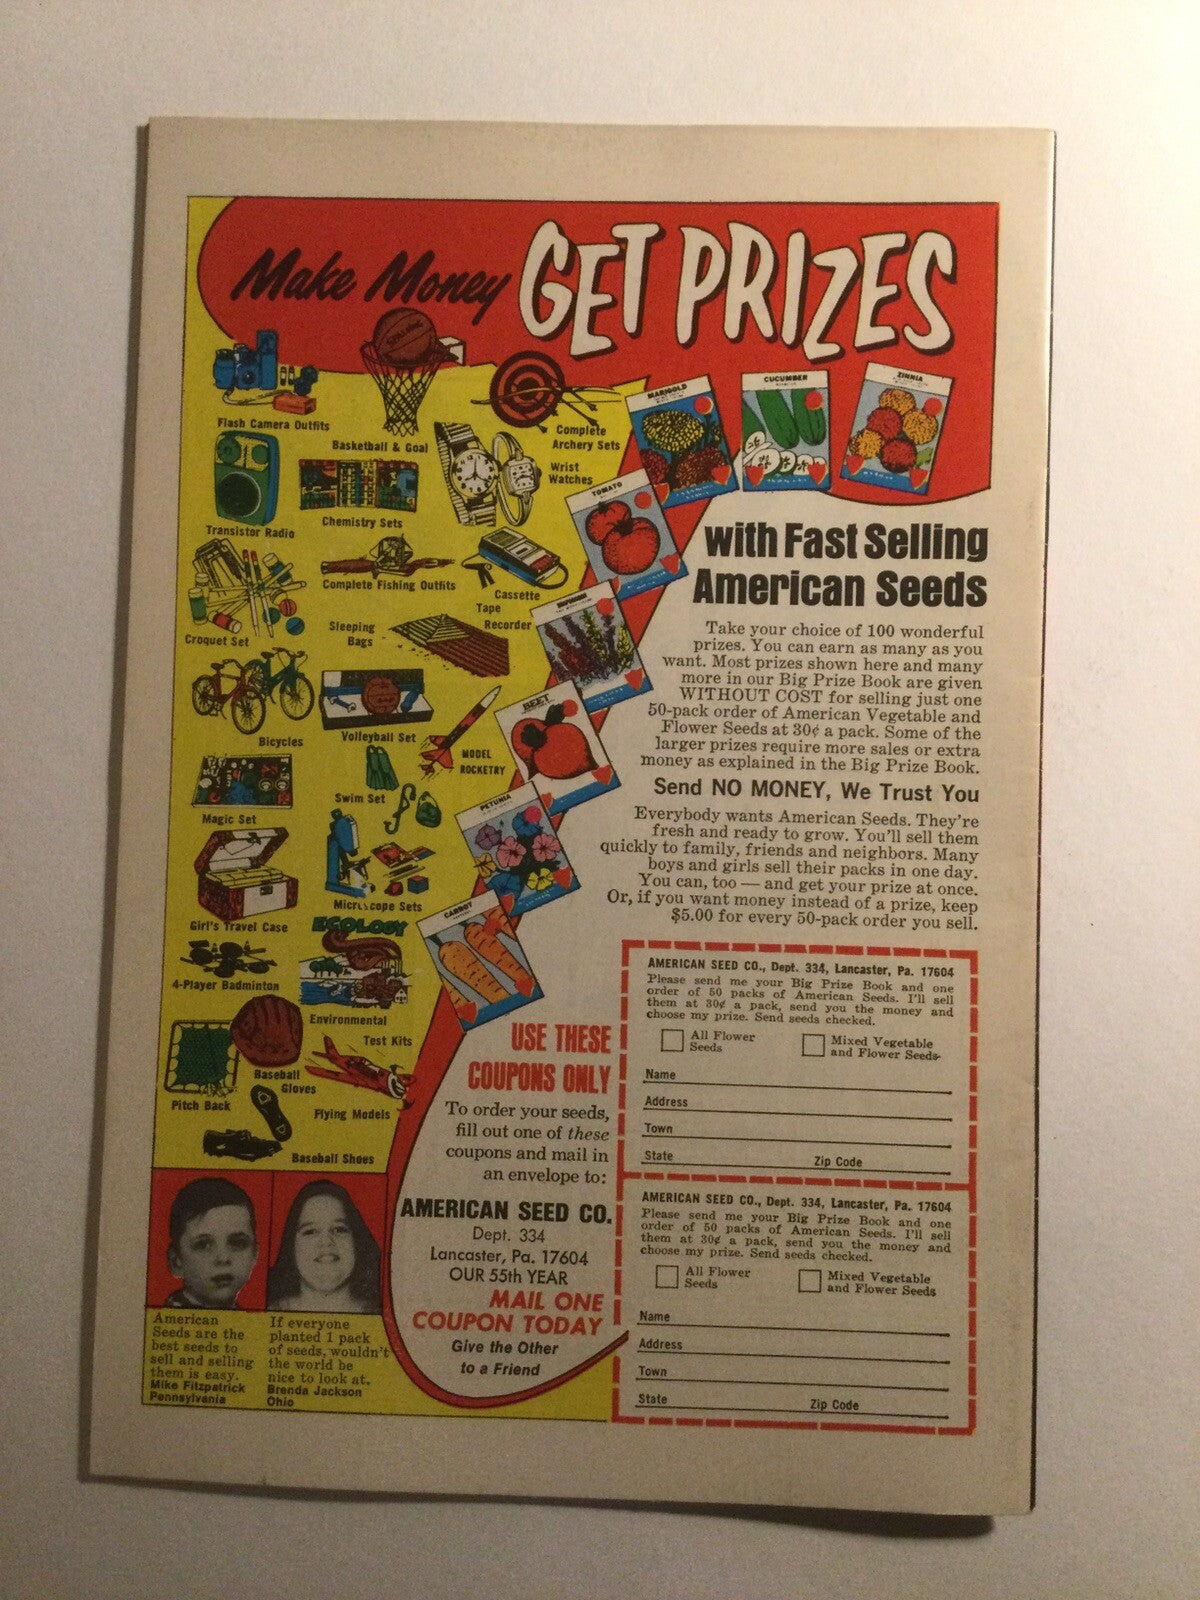 Make Money GET PRIZES
Flash Camera Outfits
SPALDING
Basketball & Goal
Complete
Archery Sets
Wrist
Watches
Transistor Radio
Chemistry Sets
Complete Fishing Outfits
Cassette
Tape
Recorder
Croquet Set
Sleeping
Bags
Bicycles
Volleyball Set
MODEL
ROCKETRY
Magic Set
Swim Set
Girl's Travel Case
Microscope Sets
ECOLOGY
4-Player Badminton
Environmental
Test Kits
Baseball
Gloves
Pitch Back
Flying Models
Baseball Shoes
MARIGOLD
CUCUMBER
ZINNIA
TOMATO
BEET
PETUNIA
CARROT
with Fast Selling
American Seeds
Take your choice of 100 wonderful
prizes. You can earn as many as you
want. Most prizes shown here and many
more in our Big Prize Book are given
WITHOUT COST for selling just one
50-pack order of American Vegetable and
Flower Seeds at 30¢ a pack. Some of the
larger prizes require more sales or extra
money as explained in the Big Prize Book.
Send NO MONEY, We Trust You
Everybody wants American Seeds. They're
fresh and ready to grow. You'll sell them
quickly to family, friends and neighbors. Many
boys and girls sell their packs in one day.
You can, too — and get your prize at once.
Or, if you want money instead of a prize, keep
$5.00 for every 50-pack order you sell.
USE THESE
COUPONS ONLY
To order your seeds,
fill out one of these
coupons and mail in
an envelope to:
AMERICAN SEED CO.
Dept. 334
Lancaster, Pa. 17604
OUR 55th YEAR
MAIL ONE
COUPON TODAY
Give the Other
to a Friend
AMERICAN SEED CO., Dept. 334, Lancaster, Pa. 17604
Please send me your Big Prize Book and one
order of 50 packs of American Seeds. I'll sell
them at 30¢ a pack, send you the money and
choose my prize. Send seeds checked.
All Flower
Seeds
Mixed Vegetable
and Flower Seeds
Name
Address
Town
State Zip Code
AMERICAN SEED CO., Dept. 334, Lancaster, Pa. 17604
Please send me your Big Prize Book and one
order of 50 packs of American Seeds. I'll sell
them at 30¢ a pack, send you the money and
choose my prize. Send seeds checked.
All Flower
Seeds
Mixed Vegetable
and Flower Seeds
Name
Address
Town
State Zip Code
American
Seeds are the
best seeds to
sell and selling
them is easy.
Mike Fitzpatrick
Pennsylvania
If everyone
planted 1 pack
of seeds, wouldn't
the world be
nice to look at.
Brenda Jackson
Ohio